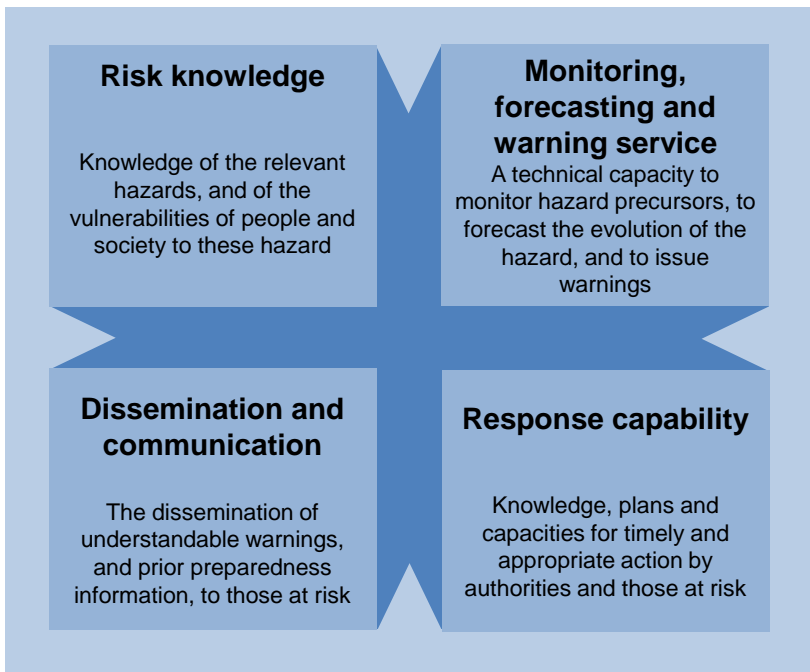 Risk knowledge
Knowledge of the relevant
hazards, and of the
vulnerabilities of people and
society to these hazard
Monitoring,
forecasting and
warning service
A technical capacity to
monitor hazard precursors, to
forecast the evolution of the
hazard, and to issue
warnings
Dissemination and
communication
The dissemination of
understandable warnings,
and prior preparedness
information, to those at risk
Response capability
Knowledge, plans and
capacities for timely and
appropriate action by
authorities and those at risk